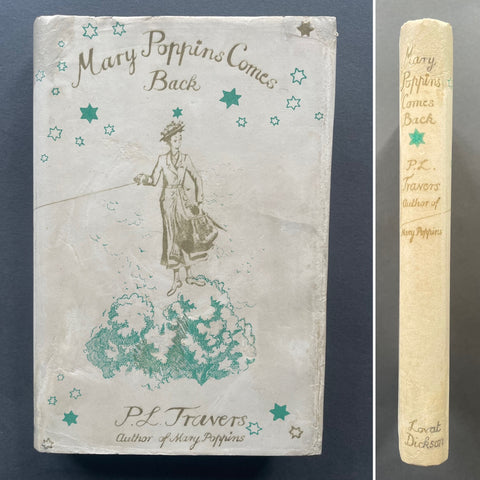 Mary Poppins Comes
Back
P.L. Travers
Author of Mary Poppins
Mary
Poppins
Comes
Back
P.L.
Travers
Author of
Mary Poppins
Lovat
Dickson